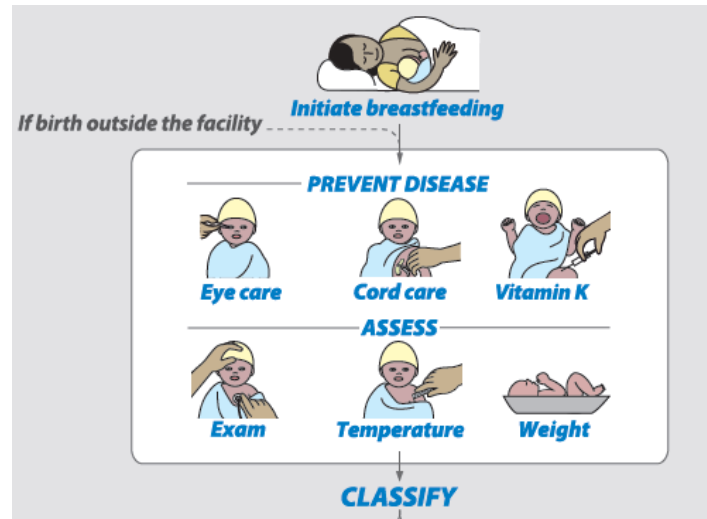 Initiate breastfeeding
If birth outside the facility
PREVENT DISEASE
Eye care Cord care Vitamin K
ASSESS
Exam Temperature Weight
CLASSIFY